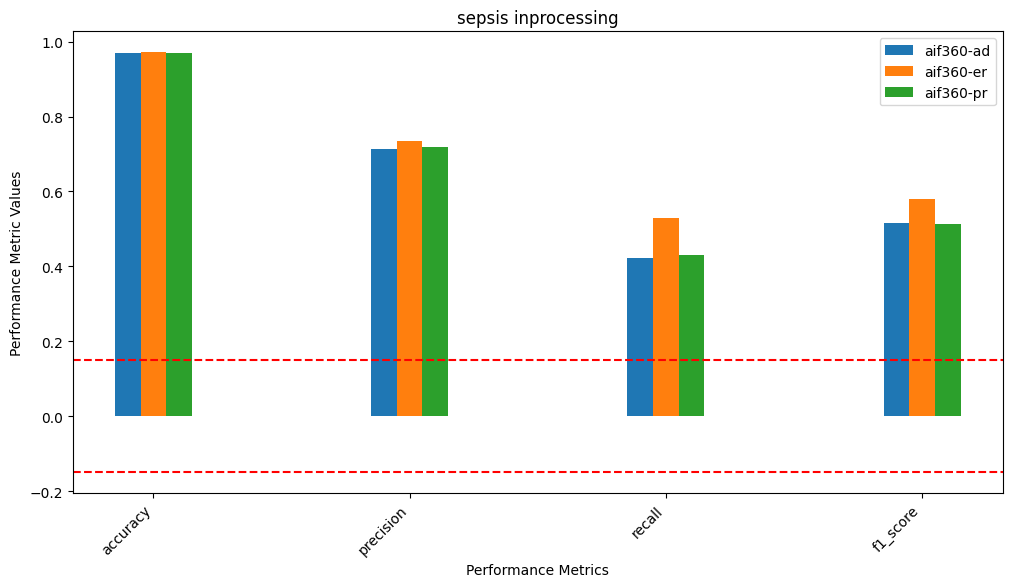 sepsis inprocessing
aif360-ad
aif360-er
aif360-pr
Performance Metric Values
1.0
0.8
0.6
0.4
0.2
0.0
−0.2
accuracy
precision
recall
f1_score
Performance Metrics